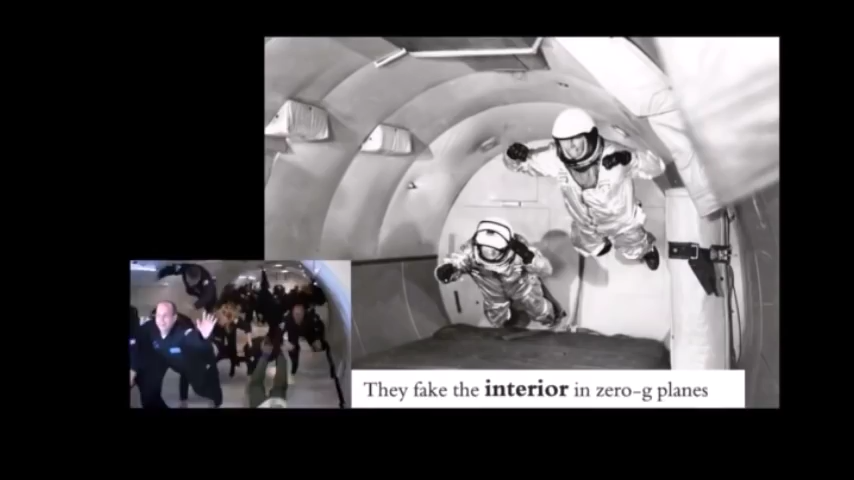 They fake the interior in zero-g planes